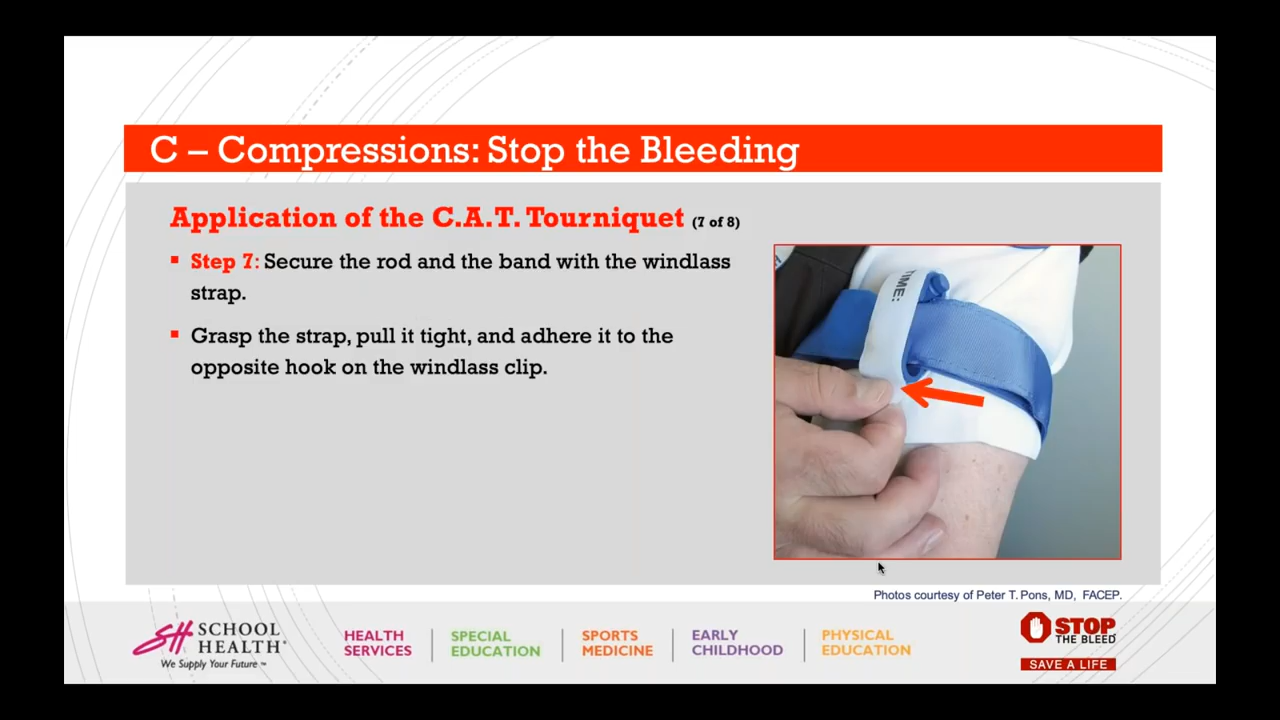 C – Compressions: Stop the Bleeding
Application of the C.A.T. Tourniquet (7 of 8)
Step 7: Secure the rod and the band with the windlass
strap.
Grasp the strap, pull it tight, and adhere it to the
opposite hook on the windlass clip.
TIME:
Photos courtesy of Peter T. Pons, MD, FACEP.
SH SCHOOL
HEALTH
We Supply Your Future ™
HEALTH
SERVICES
SPECIAL
EDUCATION
SPORTS
MEDICINE
EARLY
CHILDHOOD
PHYSICAL
EDUCATION
STOP
THE BLEED
SAVE A LIFE